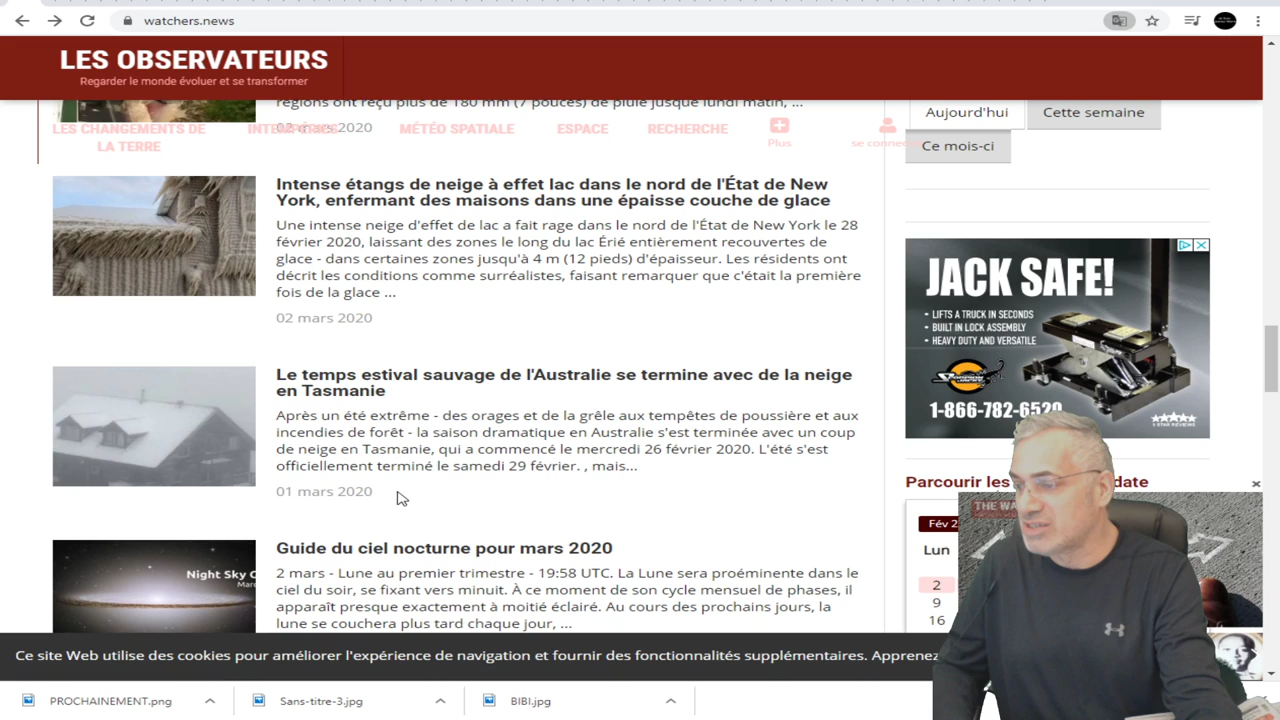 watchers.news
LES OBSERVATEURS
Regarder le monde évoluer et se transformer
régions ont reçu plus de 180 mm (7 pouces) de pluie jusque lundi matin, ...
02 mars 2020
LES CHANGEMENTS DE
LA TERRE
MÉTÉO SPATIALE
ESPACE
RECHERCHE
Plus
Aujourd'hui
Cette semaine
Ce mois-ci
Intense étangs de neige à effet lac dans le nord de l'État de New
York, enfermant des maisons dans une épaisse couche de glace
Une intense neige d'effet de lac a fait rage dans le nord de l'État de New York le 28
février 2020, laissant des zones le long du lac Érié entièrement recouvertes de
glace - dans certaines zones jusqu'à 4 m (12 pieds) d'épaisseur. Les résidents ont
décrit les conditions comme surréalistes, faisant remarquer que c'était la première
fois de la glace ...
02 mars 2020
JACK SAFE!
• LIFTS A TRUCK IN SECONDS
• BUILT IN LOCK ASSEMBLY
• HEAVY DUTY AND VERSATILE
1-866-782-6520
5 STAR REVIEWS
Le temps estival sauvage de l'Australie se termine avec de la neige
en Tasmanie
Après un été extrême - des orages et de la grêle aux tempêtes de poussière et aux
incendies de forêt - la saison dramatique en Australie s'est terminée avec un coup
de neige en Tasmanie, qui a commencé le mercredi 26 février 2020. L'été s'est
officiellement terminé le samedi 29 février. , mais...
01 mars 2020
Parcourir les date
THE WA
Fév 2
Lun
2
9
16
Guide du ciel nocturne pour mars 2020
2 mars - Lune au premier trimestre - 19:58 UTC. La Lune sera proéminente dans le
ciel du soir, se fixant vers minuit. À ce moment de son cycle mensuel de phases, il
apparaît presque exactement à moitié éclairé. Au cours des prochains jours, la
lune se couchera plus tard chaque jour, ...
Night Sky
Ce site Web utilise des cookies pour améliorer l'expérience de navigation et fournir des fonctionnalités supplémentaires. Apprenez
PROCHAINEMENT.png
Sans-titre-3.jpg
BIBI.jpg